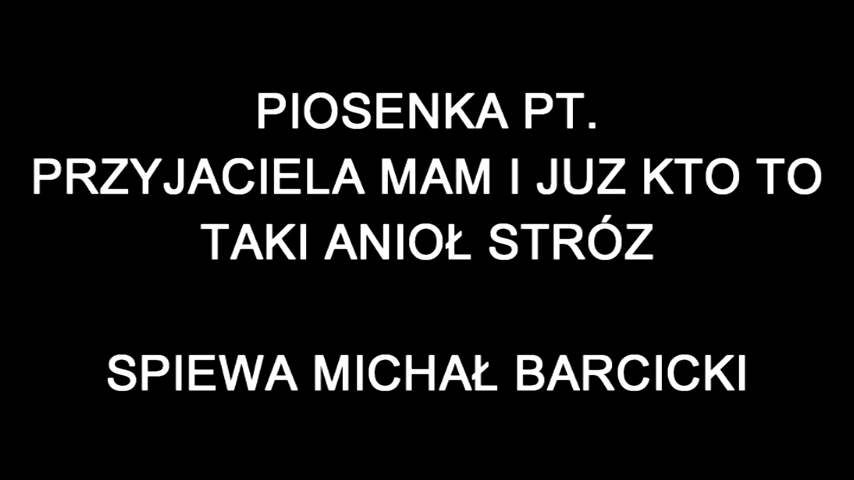 PIOSENKA PT.
PRZYJACIELA MAM I JUZ KTO TO
TAKI ANIOŁ STRÓZ
SPIEWA MICHAŁ BARCICKI